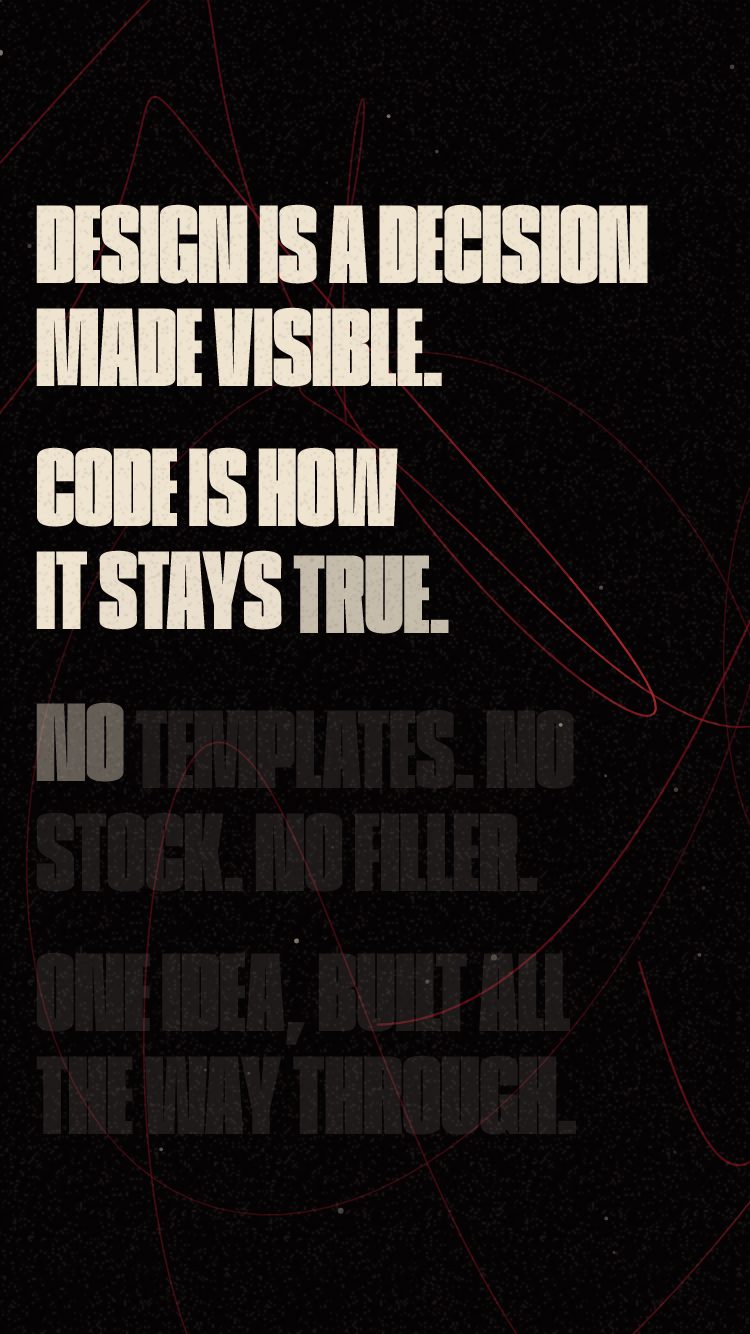 DESIGN IS A DECISION
MADE VISIBLE.
CODE IS HOW
IT STAYS TRUE.
NO TEMPLATES. NO
STOCK. NO FILLER.
ONE IDEA, BUILT ALL
THE WAY THROUGH.